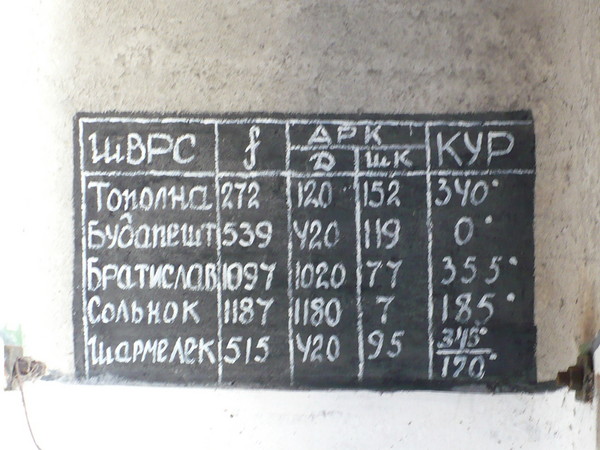 ШВРС f АРК КУР
D ШК
Тополна 272 120 152 340°
Будапешт 539 420 119 0°
Братислав 1097 1020 77 355°
Сольнок 1187 1180 7 185°
Шармелек 515 420 95 345°
120°